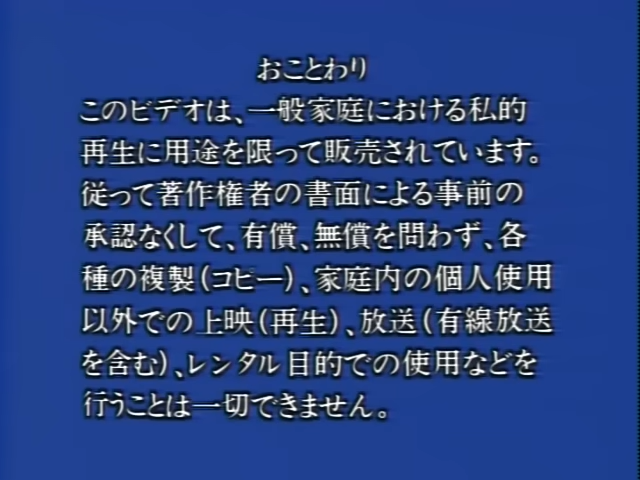 おことわり
このビデオは、一般家庭における私的
再生に用途を限って販売されています。
従って著作権者の書面による事前の
承認なくして、有償、無償を問わず、各
種の複製(コピー)、家庭内の個人使用
以外での上映(再生)、放送(有線放送
を含む)、レンタル目的での使用などを
行うことは一切できません。